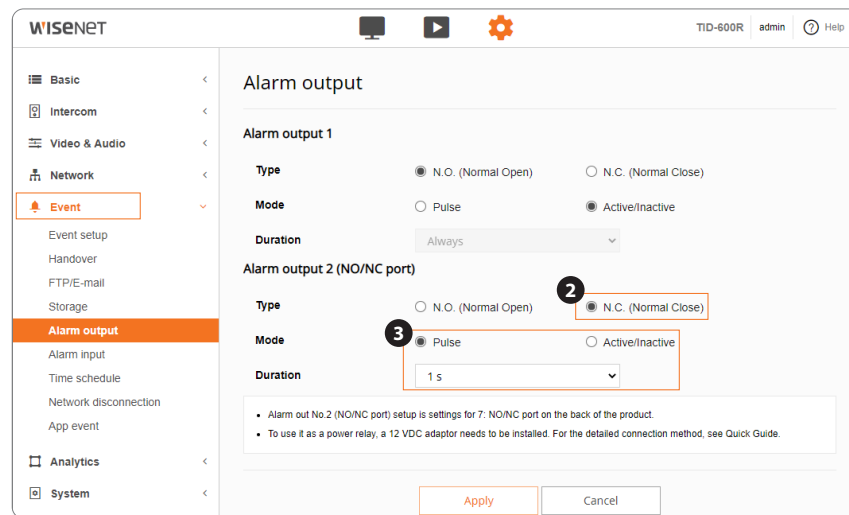 WISENET
TID-600R admin ? Help
Basic
Intercom
Video & Audio
Network
Event
Event setup
Handover
FTP/E-mail
Storage
Alarm output
Alarm input
Time schedule
Network disconnection
App event
Analytics
System
Alarm output
Alarm output 1
Type N.O. (Normal Open) N.C. (Normal Close)
Mode Pulse Active/Inactive
Duration Always
Alarm output 2 (NO/NC port)
2
Type N.O. (Normal Open) N.C. (Normal Close)
3
Mode Pulse Active/Inactive
Duration 1 s
• Alarm out No.2 (NO/NC port) setup is settings for 7: NO/NC port on the back of the product.
• To use it as a power relay, a 12 VDC adaptor needs to be installed. For the detailed connection method, see Quick Guide.
Apply Cancel